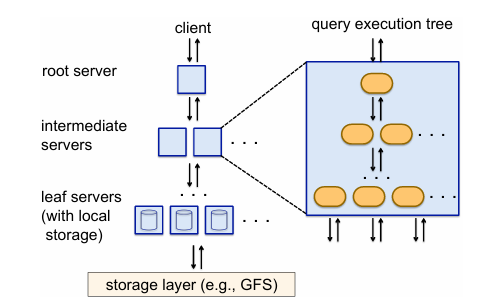 client
query execution tree
root server
intermediate
servers
. . .
. . .
. . .
. . .
leaf servers
(with local
storage)
. . .
. . .
storage layer (e.g., GFS)